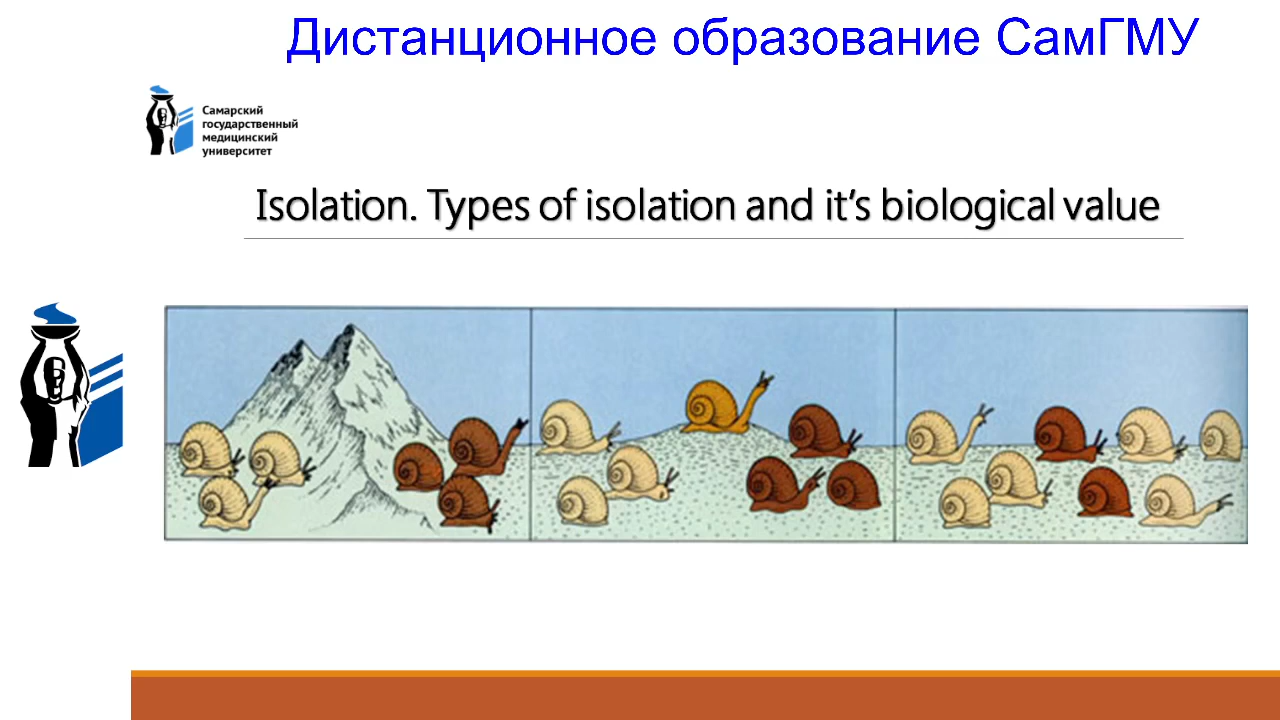 Дистанционное образование СамГМУ
Самарский
государственный
медицинский
университет
Isolation. Types of isolation and it's biological value